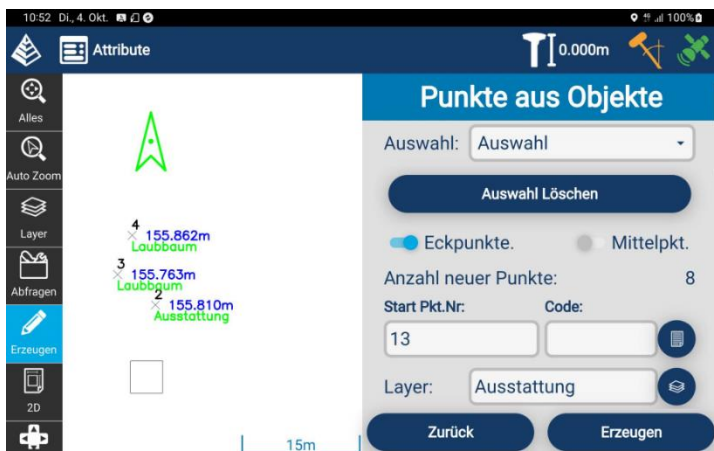 10:52 Di., 4. Okt.
100%
Attribute
0.000m
Alles
Auto Zoom
Layer
Abfragen
Erzeugen
2D
4
155.862m
Laubbaum
3
155.763m
Laubbaum
2
155.810m
Ausstattung
15m
Punkte aus Objekte
Auswahl: Auswahl
Auswahl Löschen
Eckpunkte. Mittelpkt.
Anzahl neuer Punkte: 8
Start Pkt.Nr: Code:
13
Layer: Ausstattung
Zurück Erzeugen